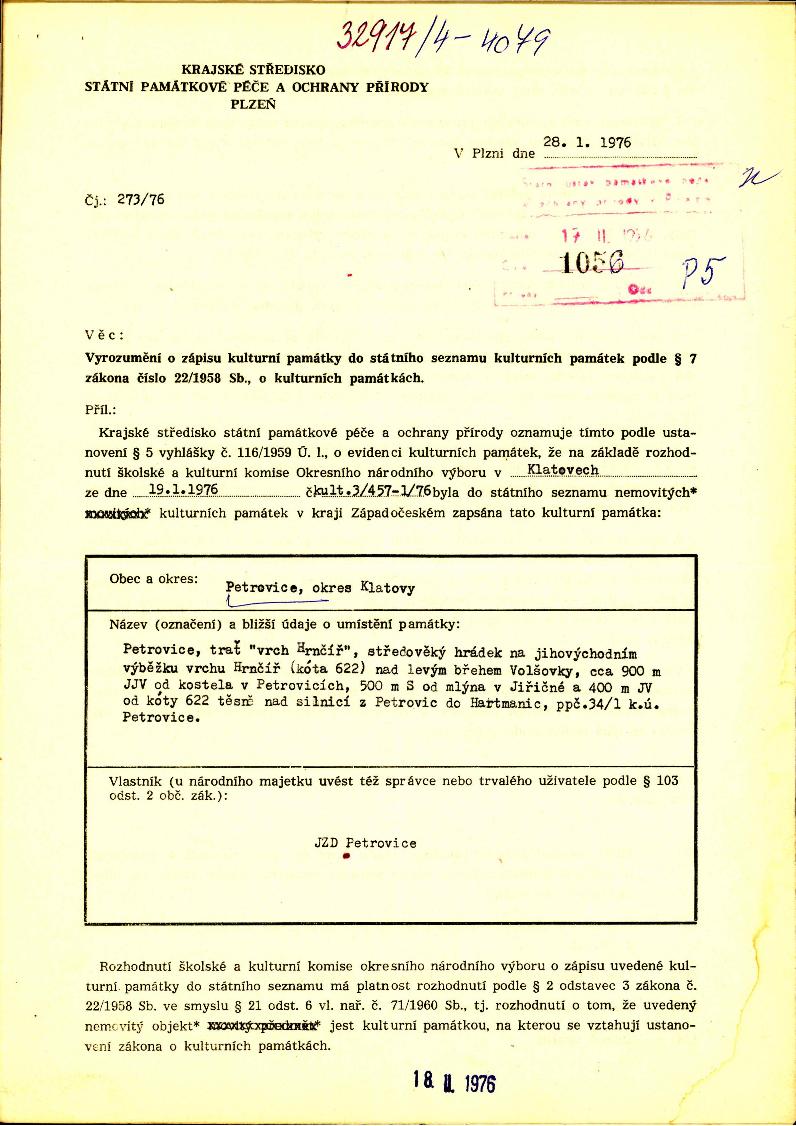 32917/4-4079
KRAJSKÉ STŘEDISKO
STÁTNÍ PAMÁTKOVÉ PÉČE A OCHRANY PŘÍRODY
PLZEŇ
V Plzni dne 28. 1. 1976
Čj.: 273/76
památkové péče
17 II. 1976
1056
P5
Věc:
Vyrozumění o zápisu kulturní památky do státního seznamu kulturních památek podle § 7
zákona číslo 22/1958 Sb., o kulturních památkách.
Příl.:
Krajské středisko státní památkové péče a ochrany přírody oznamuje tímto podle usta-
novení § 5 vyhlášky č. 116/1959 Ú. l., o evidenci kulturních památek, že na základě rozhod-
nutí školské a kulturní komise Okresního národního výboru v Klatovech
ze dne 19.1.1976 čkult.3/457-1/76byla do státního seznamu nemovitých*
movitých* kulturních památek v kraji Západočeském zapsána tato kulturní památka:
Obec a okres: Petrovice, okres Klatovy
Název (označení) a bližší údaje o umístění památky:
Petrovice, trať "vrch Hrnčíř", středověký hrádek na jihovýchodním
výběžku vrchu Hrnčíř (kóta 622) nad levým břehem Volšovky, cca 900 m
JJV od kostela v Petrovicích, 500 m S od mlýna v Jiřičné a 400 m JV
od kóty 622 těsně nad silnicí z Petrovic do Hartmanic, ppč.34/1 k.ú.
Petrovice.
Vlastník (u národního majetku uvést též správce nebo trvalého uživatele podle § 103
odst. 2 obč. zák.):
JZD Petrovice
Rozhodnutí školské a kulturní komise okresního národního výboru o zápisu uvedené kul-
turní památky do státního seznamu má platnost rozhodnutí podle § 2 odstavec 3 zákona č.
22/1958 Sb. ve smyslu § 21 odst. 6 vl. nař. č. 71/1960 Sb., tj. rozhodnutí o tom, že uvedený
nemovitý objekt* movitý předmět* jest kulturní památkou, na kterou se vztahují ustano-
vení zákona o kulturních památkách.
18. II. 1976